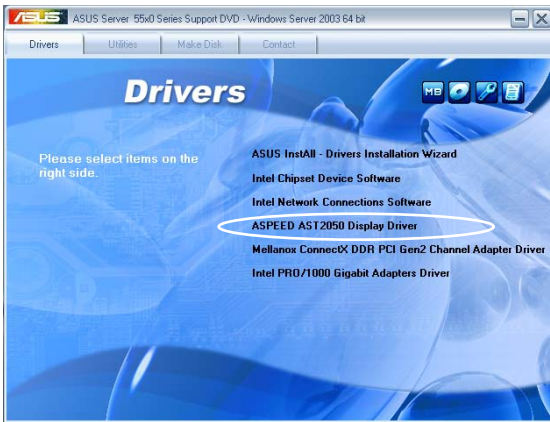 ASUS ASUS Server 55x0 Series Support DVD - Windows Server 2003 64 bit
Drivers Utilities Make Disk Contact
Drivers
MB
Please select items on the
right side.
ASUS InstAll - Drivers Installation Wizard
Intel Chipset Device Software
Intel Network Connections Software
ASPEED AST2050 Display Driver
Mellanox ConnectX DDR PCI Gen2 Channel Adapter Driver
Intel PRO/1000 Gigabit Adapters Driver